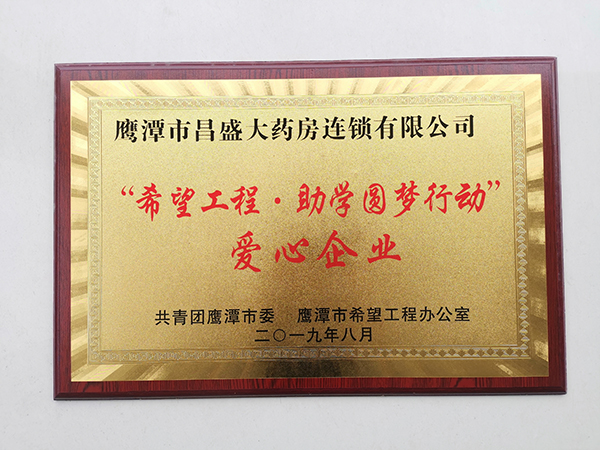 鹰潭市昌盛大药房连锁有限公司
“希望工程·助学圆梦行动”
爱心企业
共青团鹰潭市委 鹰潭市希望工程办公室
二〇一九年八月